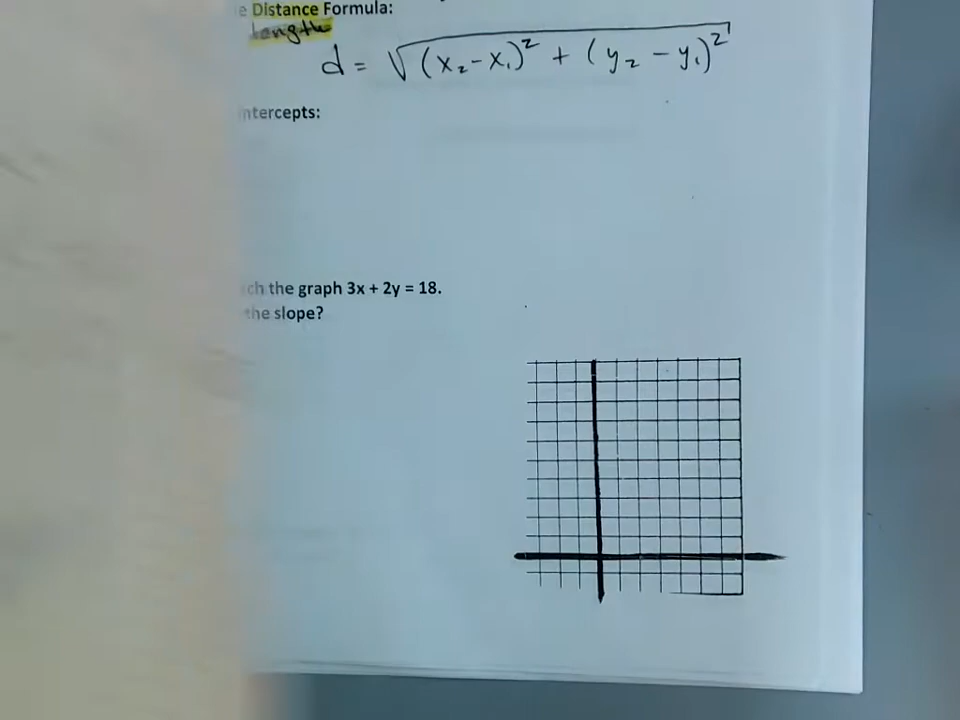 e Distance Formula:
Length
d = √(x₂ - x₁)² + (y₂ - y₁)²
ntercepts:
ch the graph 3x + 2y = 18.
the slope?